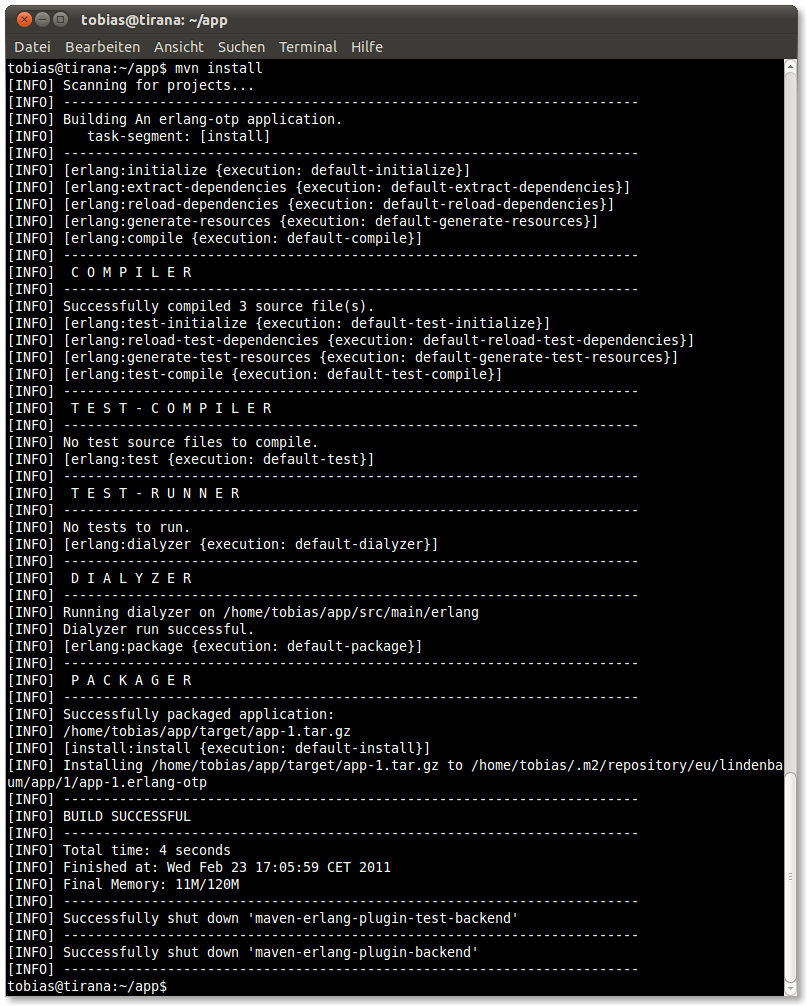 tobias@tirana: ~/app
Datei Bearbeiten Ansicht Suchen Terminal Hilfe
tobias@tirana:~/app$ mvn install
[INFO] Scanning for projects...
[INFO] ------------------------------------------------------------------------
[INFO] Building An erlang-otp application.
[INFO]    task-segment: [install]
[INFO] ------------------------------------------------------------------------
[INFO] [erlang:initialize {execution: default-initialize}]
[INFO] [erlang:extract-dependencies {execution: default-extract-dependencies}]
[INFO] [erlang:reload-dependencies {execution: default-reload-dependencies}]
[INFO] [erlang:generate-resources {execution: default-generate-resources}]
[INFO] [erlang:compile {execution: default-compile}]
[INFO] ------------------------------------------------------------------------
[INFO]  C O M P I L E R
[INFO] ------------------------------------------------------------------------
[INFO] Successfully compiled 3 source file(s).
[INFO] [erlang:test-initialize {execution: default-test-initialize}]
[INFO] [erlang:reload-test-dependencies {execution: default-reload-test-dependencies}]
[INFO] [erlang:generate-test-resources {execution: default-generate-test-resources}]
[INFO] [erlang:test-compile {execution: default-test-compile}]
[INFO] ------------------------------------------------------------------------
[INFO]  T E S T - C O M P I L E R
[INFO] ------------------------------------------------------------------------
[INFO] No test source files to compile.
[INFO] [erlang:test {execution: default-test}]
[INFO] ------------------------------------------------------------------------
[INFO]  T E S T - R U N N E R
[INFO] ------------------------------------------------------------------------
[INFO] No tests to run.
[INFO] [erlang:dialyzer {execution: default-dialyzer}]
[INFO] ------------------------------------------------------------------------
[INFO]  D I A L Y Z E R
[INFO] ------------------------------------------------------------------------
[INFO] Running dialyzer on /home/tobias/app/src/main/erlang
[INFO] Dialyzer run successful.
[INFO] [erlang:package {execution: default-package}]
[INFO] ------------------------------------------------------------------------
[INFO]  P A C K A G E R
[INFO] ------------------------------------------------------------------------
[INFO] Successfully packaged application:
[INFO] /home/tobias/app/target/app-1.tar.gz
[INFO] [install:install {execution: default-install}]
[INFO] Installing /home/tobias/app/target/app-1.tar.gz to /home/tobias/.m2/repository/eu/lindenba
um/app/1/app-1.erlang-otp
[INFO] ------------------------------------------------------------------------
[INFO] BUILD SUCCESSFUL
[INFO] ------------------------------------------------------------------------
[INFO] Total time: 4 seconds
[INFO] Finished at: Wed Feb 23 17:05:59 CET 2011
[INFO] Final Memory: 11M/120M
[INFO] ------------------------------------------------------------------------
[INFO] Successfully shut down 'maven-erlang-plugin-test-backend'
[INFO] ------------------------------------------------------------------------
[INFO] Successfully shut down 'maven-erlang-plugin-backend'
[INFO] ------------------------------------------------------------------------
tobias@tirana:~/app$